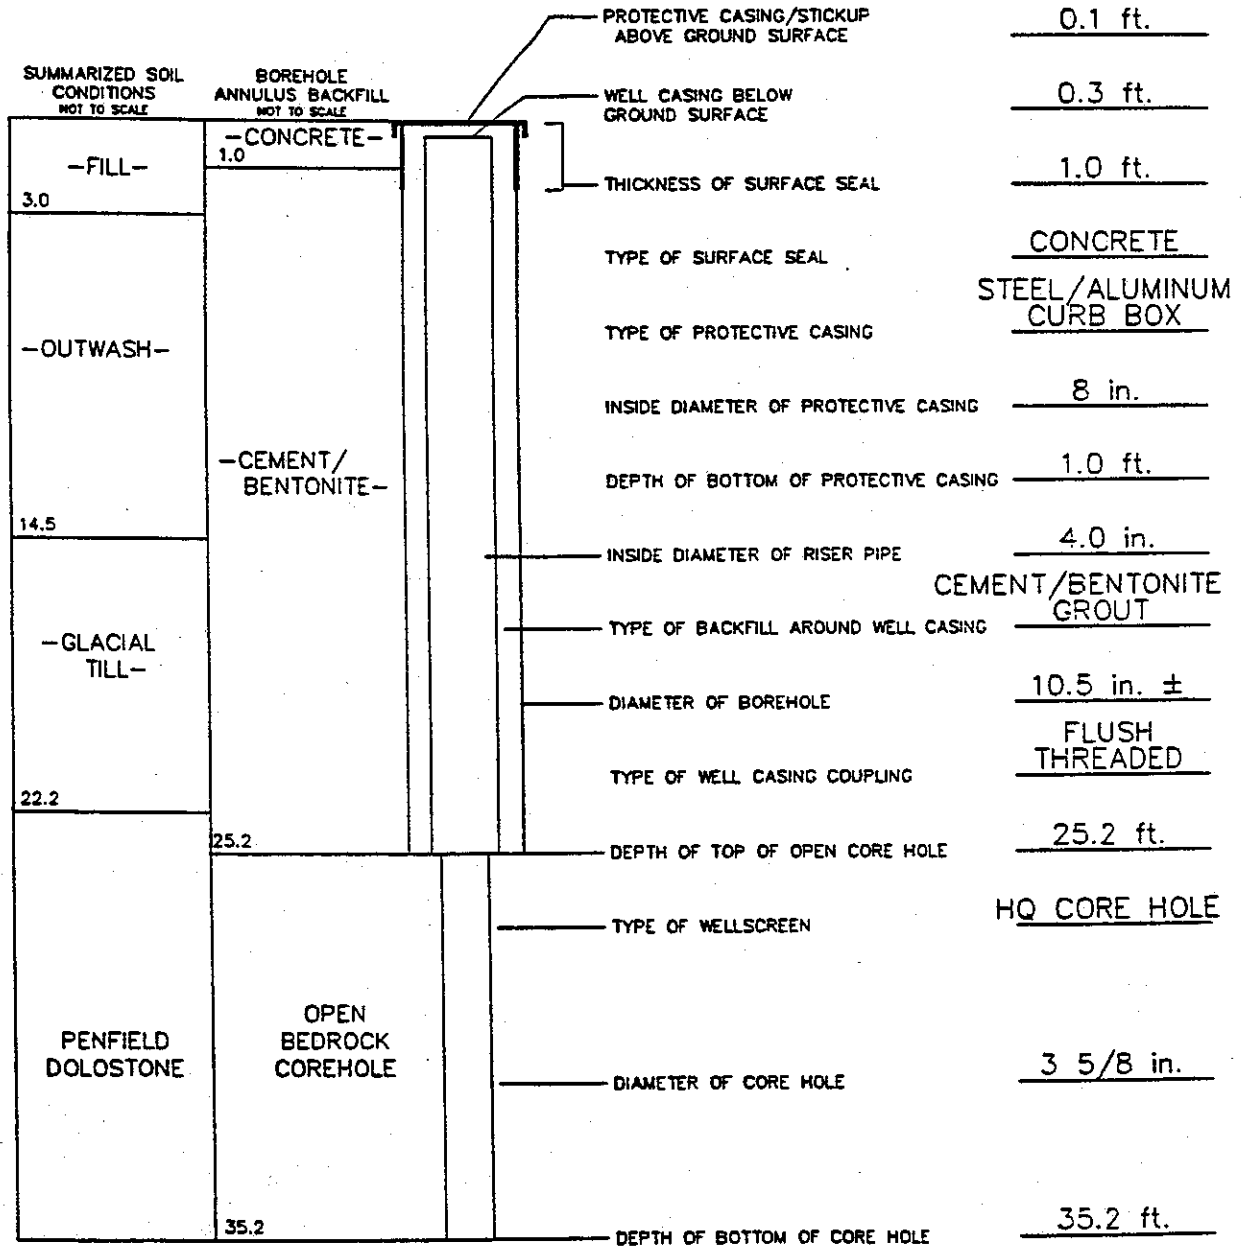 PROTECTIVE CASING/STICKUP
ABOVE GROUND SURFACE
0.1 ft.
SUMMARIZED SOIL
CONDITIONS
NOT TO SCALE
BOREHOLE
ANNULUS BACKFILL
NOT TO SCALE
WELL CASING BELOW
GROUND SURFACE
0.3 ft.
-CONCRETE-
1.0
-FILL-
3.0
THICKNESS OF SURFACE SEAL
1.0 ft.
TYPE OF SURFACE SEAL
CONCRETE
TYPE OF PROTECTIVE CASING
STEEL/ALUMINUM
CURB BOX
-OUTWASH-
INSIDE DIAMETER OF PROTECTIVE CASING
8 in.
-CEMENT/
BENTONITE-
DEPTH OF BOTTOM OF PROTECTIVE CASING
1.0 ft.
14.5
INSIDE DIAMETER OF RISER PIPE
4.0 in.
TYPE OF BACKFILL AROUND WELL CASING
CEMENT/BENTONITE
GROUT
-GLACIAL
TILL-
DIAMETER OF BOREHOLE
10.5 in. ±
TYPE OF WELL CASING COUPLING
FLUSH
THREADED
22.2
25.2
DEPTH OF TOP OF OPEN CORE HOLE
25.2 ft.
TYPE OF WELLSCREEN
HQ CORE HOLE
PENFIELD
DOLOSTONE
OPEN
BEDROCK
COREHOLE
DIAMETER OF CORE HOLE
3 5/8 in.
35.2
DEPTH OF BOTTOM OF CORE HOLE
35.2 ft.